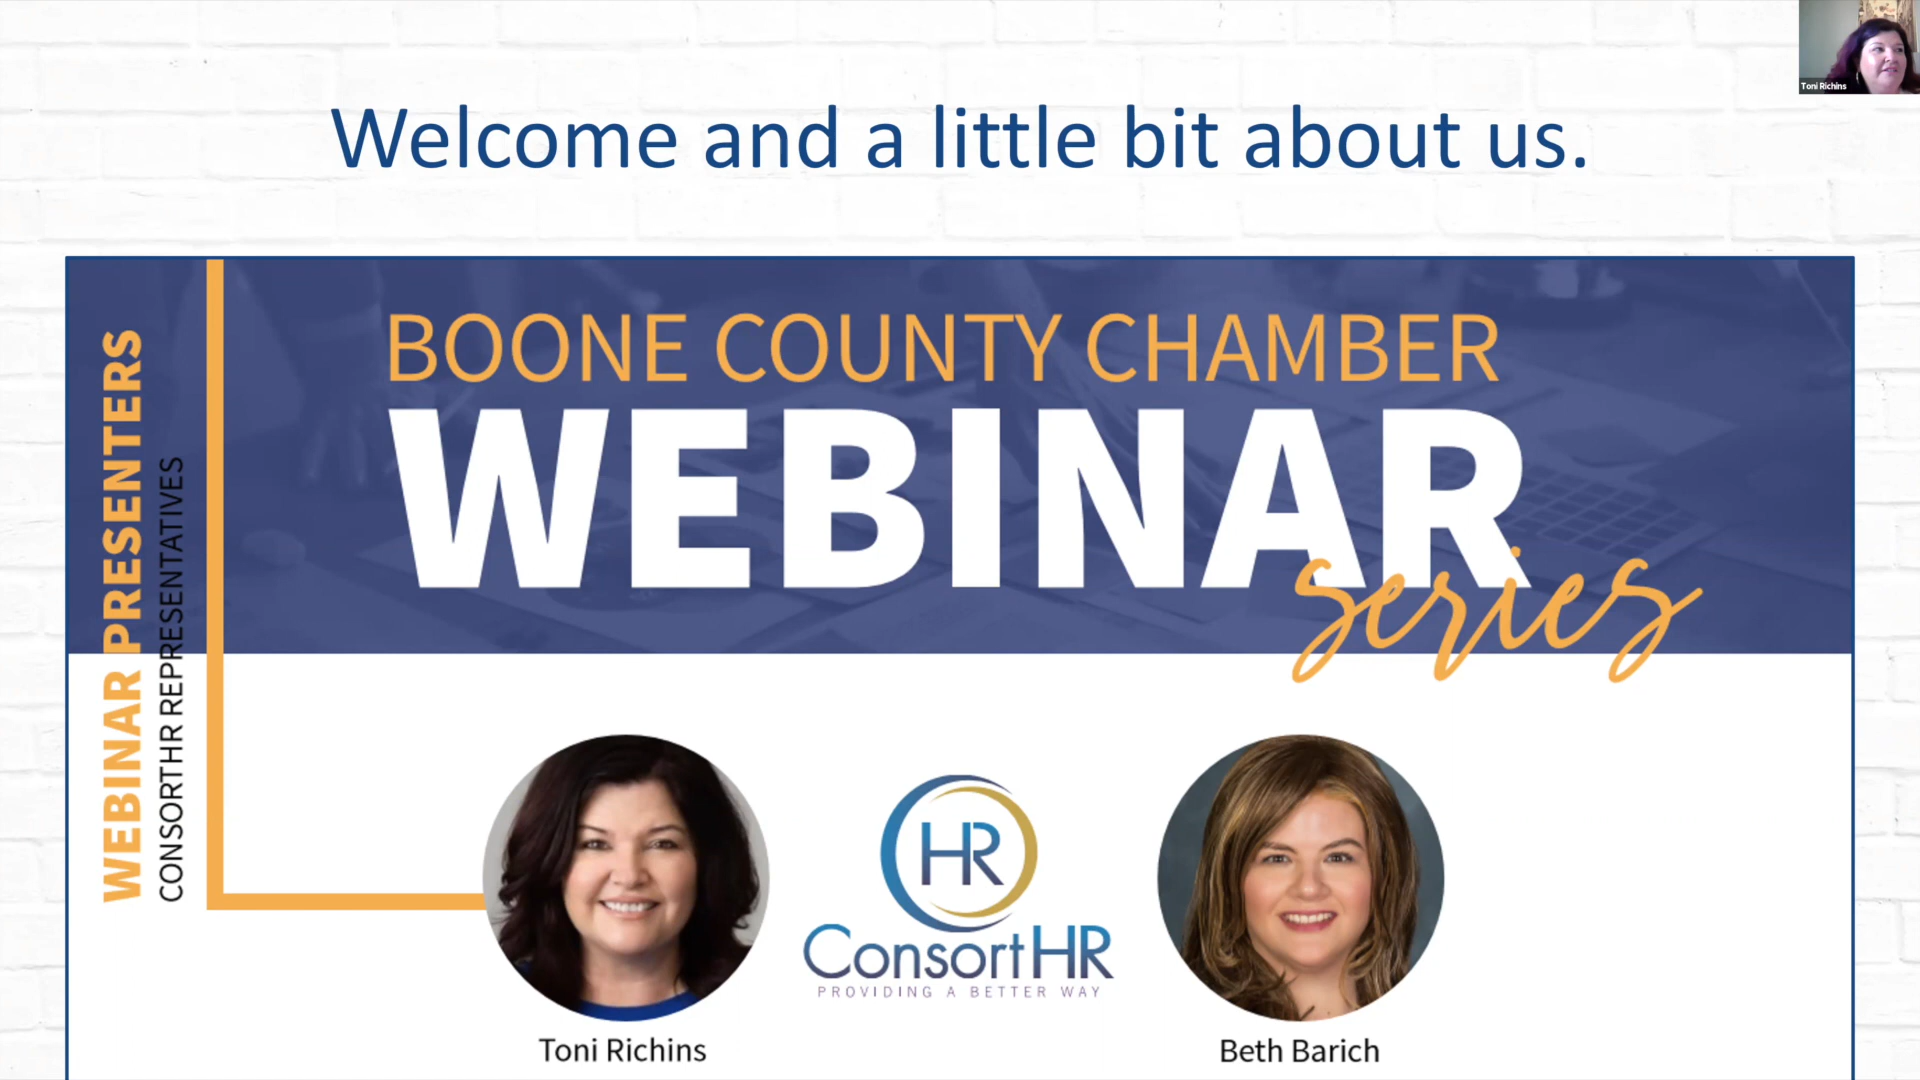 Toni Richins
Welcome and a little bit about us.
WEBINAR PRESENTERS
CONSORTHR REPRESENTATIVES
BOONE COUNTY CHAMBER
WEBINAR
series
HR
ConsortHR
PROVIDING A BETTER WAY
Toni Richins
Beth Barich